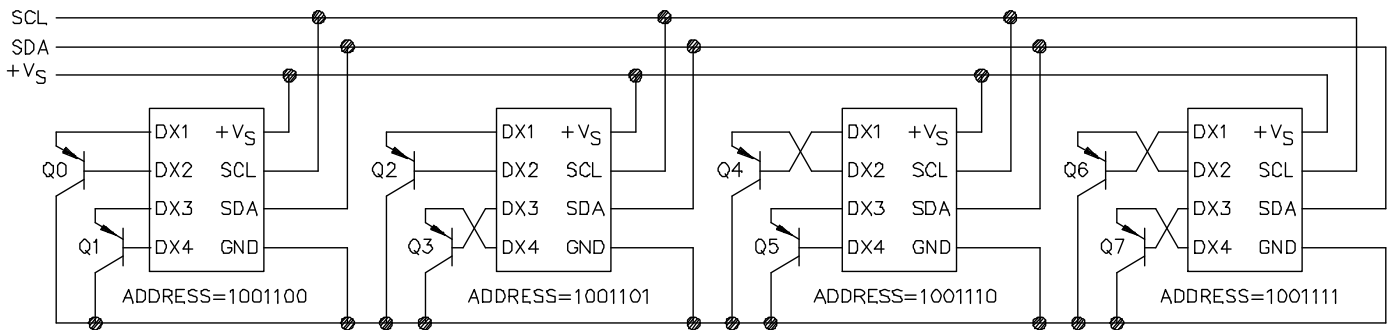 SCL
SDA
+VS
DX1 +VS
Q0 DX2 SCL
DX3 SDA
Q1 DX4 GND
ADDRESS=1001100
DX1 +VS
Q2 DX2 SCL
DX3 SDA
Q3 DX4 GND
ADDRESS=1001101
DX1 +VS
Q4 DX2 SCL
DX3 SDA
Q5 DX4 GND
ADDRESS=1001110
DX1 +VS
Q6 DX2 SCL
DX3 SDA
Q7 DX4 GND
ADDRESS=1001111